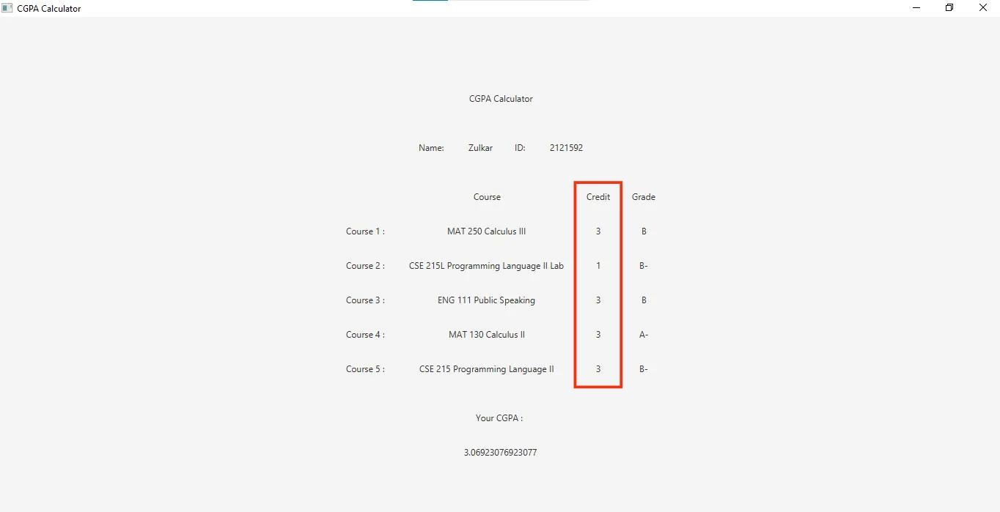 CGPA Calculator
CGPA Calculator
Name: Zulkar ID: 2121592
Course Credit Grade
Course 1 : MAT 250 Calculus III 3 B
Course 2 : CSE 215L Programming Language II Lab 1 B-
Course 3 : ENG 111 Public Speaking 3 B
Course 4 : MAT 130 Calculus II 3 A-
Course 5 : CSE 215 Programming Language II 3 B-
Your CGPA :
3.06923076923077